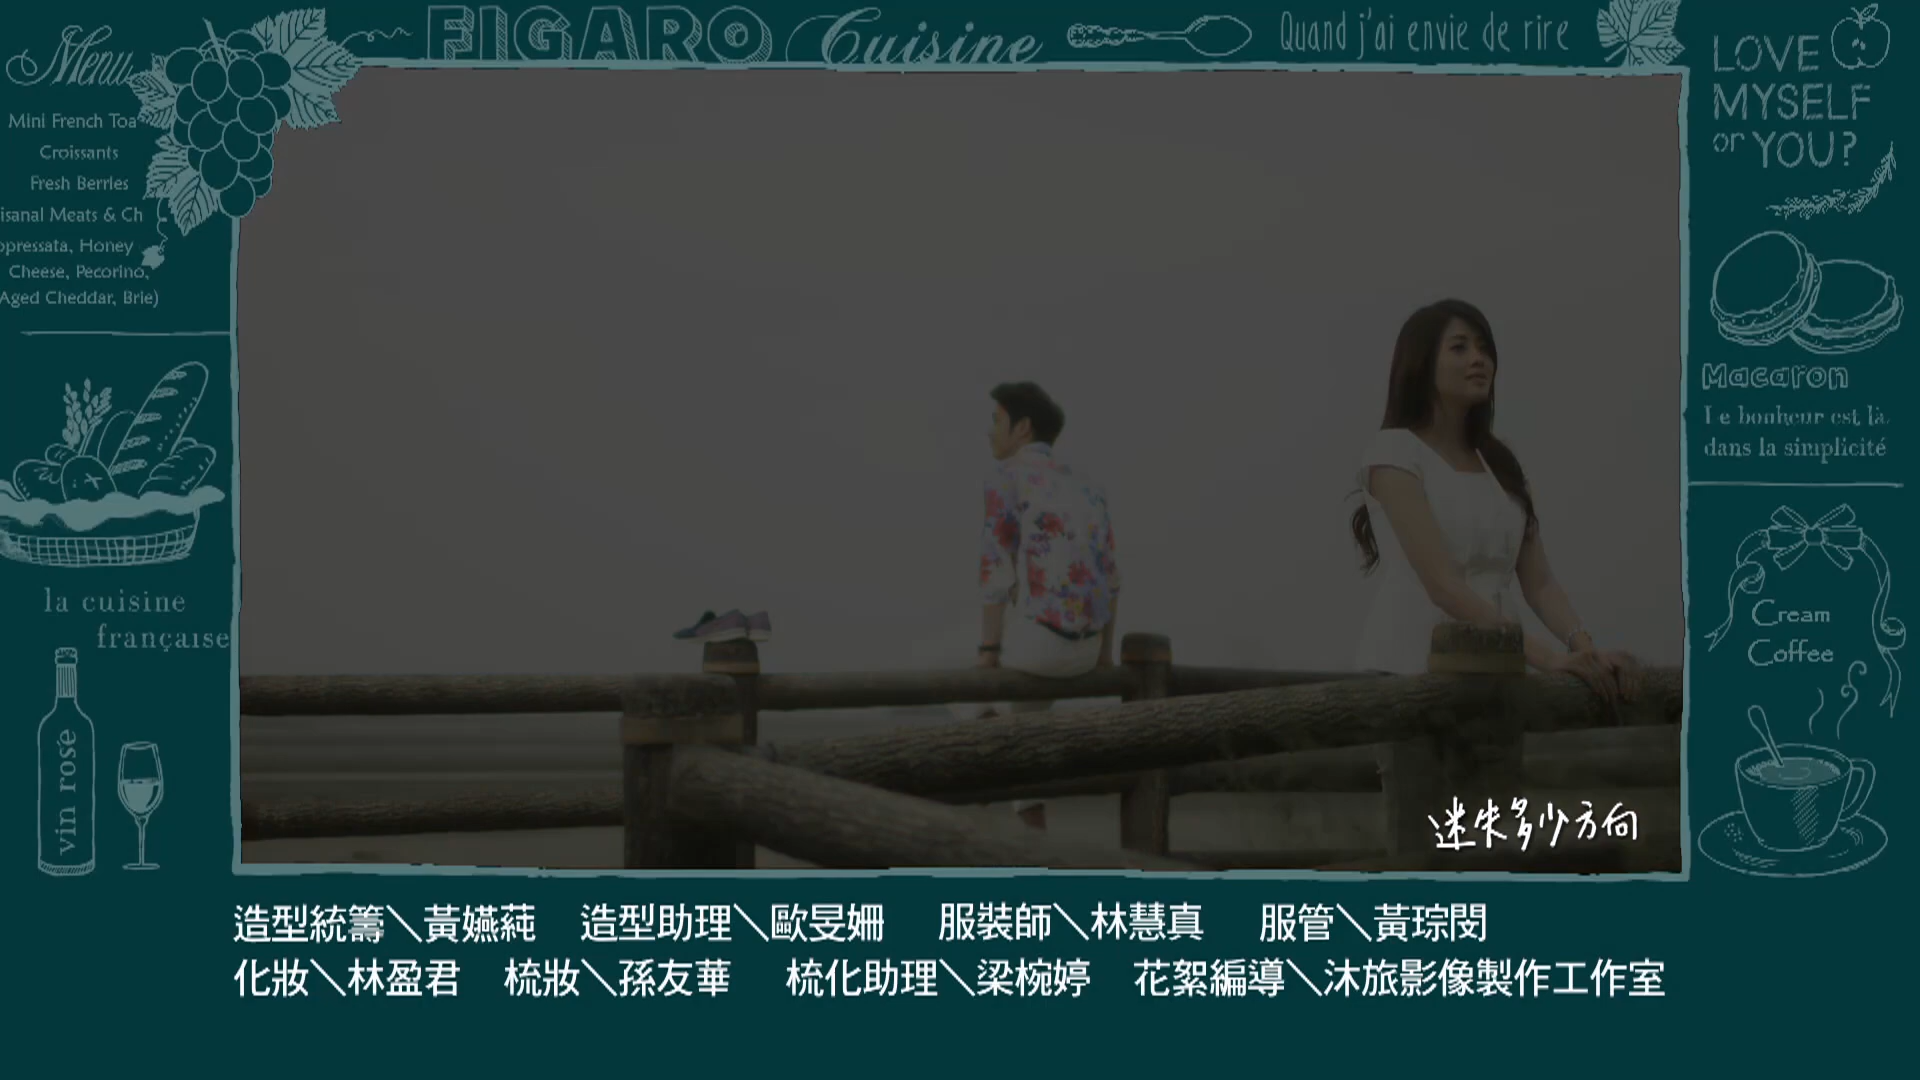 FIGARO Cuisine
Quand j'ai envie de rire
Menu
Mini French Toa
Croissants
Fresh Berries
isanal Meats & Ch
opressata, Honey
Cheese, Pecorino,
Aged Cheddar, Brie)
la cuisine
française
vin rosé
LOVE
MYSELF
or YOU?
Macaron
Le bonheur est là
dans la simplicité
Cream
Coffee
迷失多少方向
造型統籌＼黃嬿蒓 造型助理＼歐旻姍 服裝師＼林慧真 服管＼黃琮閔
化妝＼林盈君 梳妝＼孫友華 梳化助理＼梁椀婷 花絮編導＼沐旅影像製作工作室